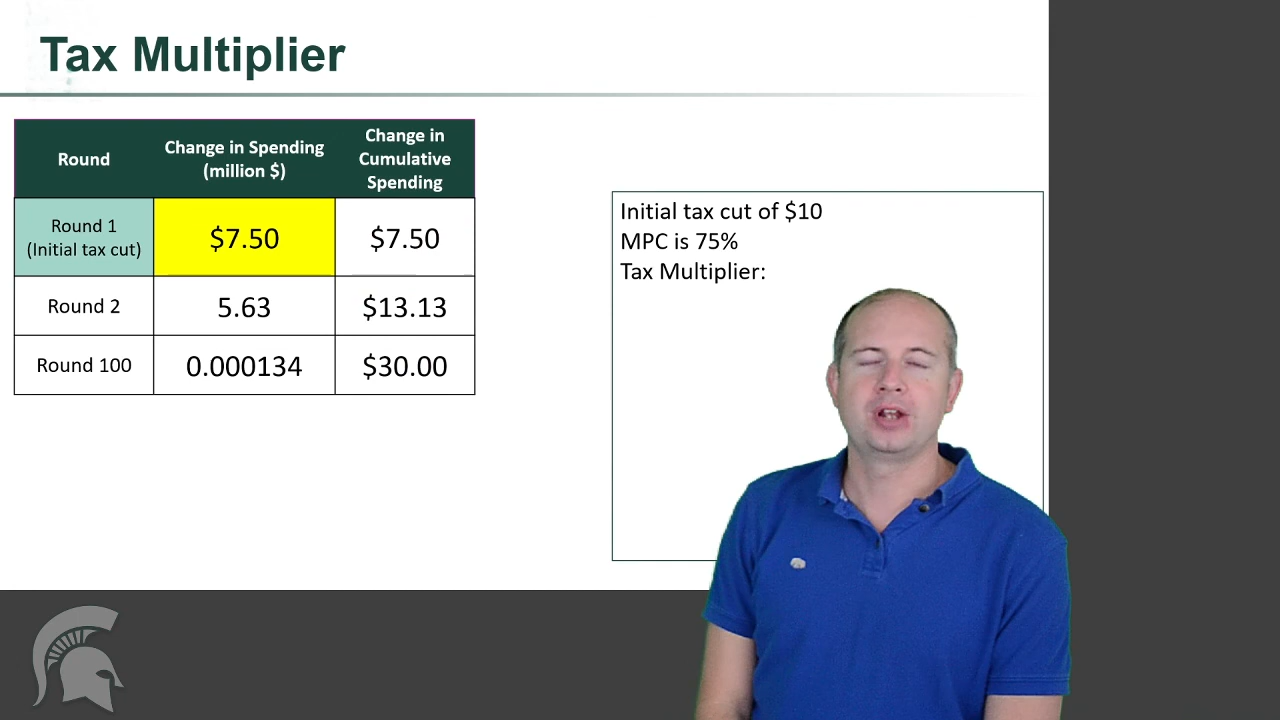 Tax Multiplier
Round
Change in Spending
(million $)
Change in
Cumulative
Spending
Round 1
(Initial tax cut)
$7.50
$7.50
Round 2
5.63
$13.13
Round 100
0.000134
$30.00
Initial tax cut of $10
MPC is 75%
Tax Multiplier: